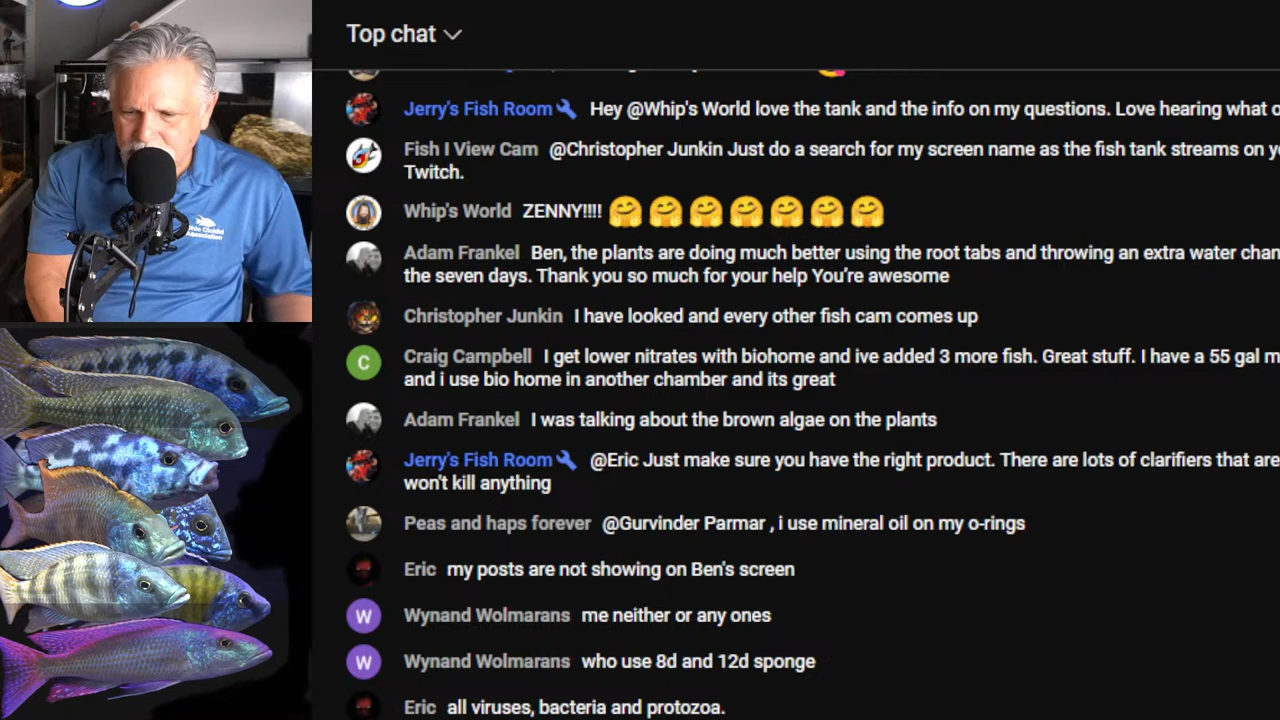 Top chat
Jerry's Fish Room Hey @Whip's World love the tank and the info on my questions. Love hearing what
Fish I View Cam @Christopher Junkin Just do a search for my screen name as the fish tank streams on
Twitch.
Whip's World ZENNY!!!! 🤗🤗🤗🤗🤗🤗🤗
Adam Frankel Ben, the plants are doing much better using the root tabs and throwing an extra water
the seven days. Thank you so much for your help You're awesome
Christopher Junkin I have looked and every other fish cam comes up
Craig Campbell I get lower nitrates with biohome and ive added 3 more fish. Great stuff. I have a 55 gal
and i use bio home in another chamber and its great
Adam Frankel I was talking about the brown algae on the plants
Jerry's Fish Room @Eric Just make sure you have the right product. There are lots of clarifiers that are
won't kill anything
Peas and haps forever @Gurvinder Parmar , i use mineral oil on my o-rings
Eric my posts are not showing on Ben's screen
W Wynand Wolmarans me neither or any ones
W Wynand Wolmarans who use 8d and 12d sponge
Eric all viruses, bacteria and protozoa.
C
Ohio Cichlid
Association